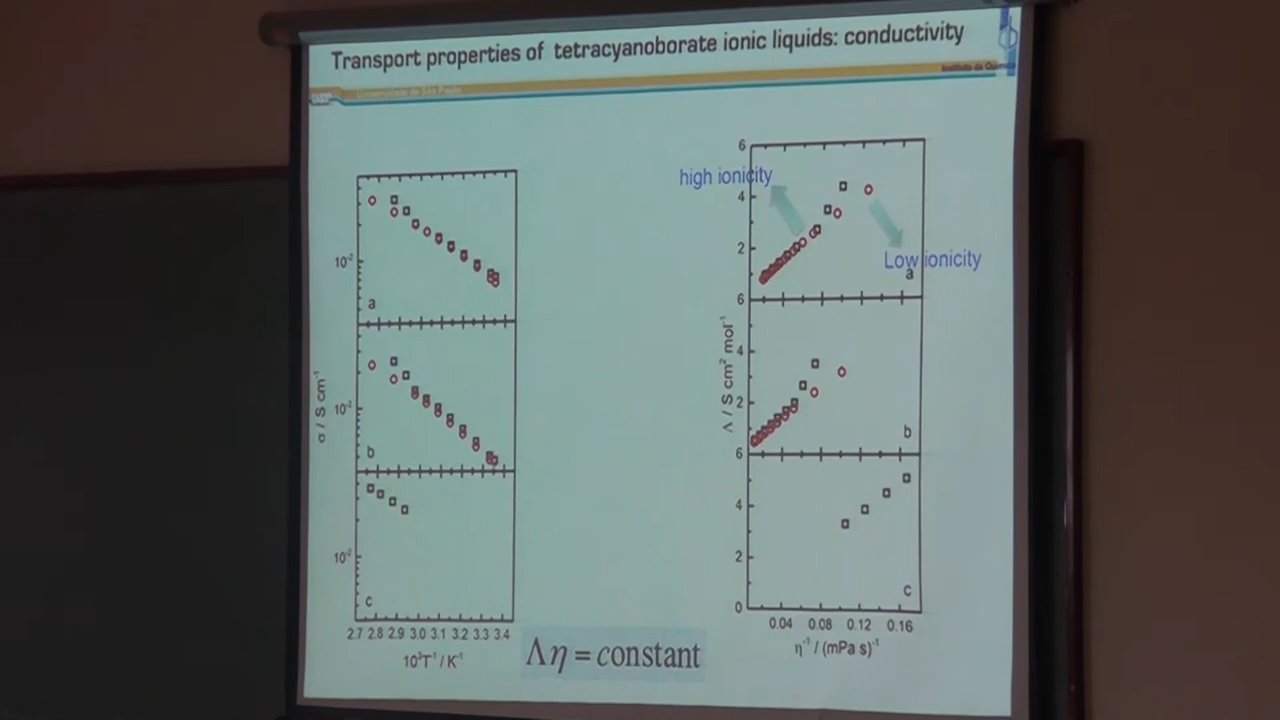 Transport properties of tetracyanoborate ionic liquids: conductivity
Instituto de Química
USP Universidade de São Paulo
10⁻²
a
10⁻²
b
10⁻²
c
σ / S cm⁻¹
2.7 2.8 2.9 3.0 3.1 3.2 3.3 3.4
10³T⁻¹ / K⁻¹
Λη = constant
high ionicity
Low ionicity
6
4
2
a
6
4
2
b
6
4
2
0
c
Λ / S cm² mol⁻¹
0.04 0.08 0.12 0.16
η⁻¹ / (mPa s)⁻¹